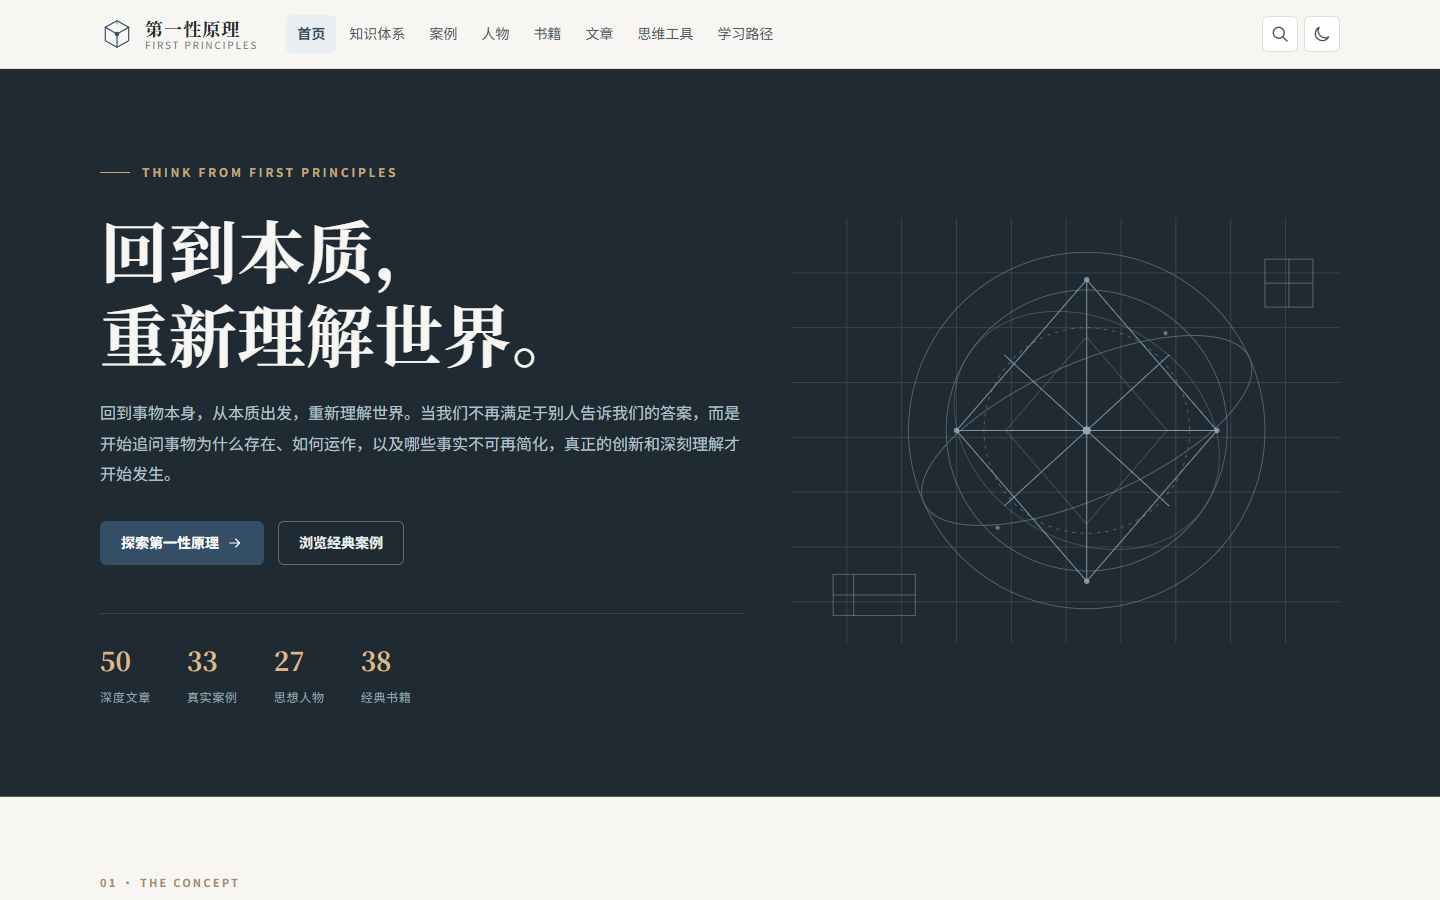 第一性原理
FIRST PRINCIPLES
首页 知识体系 案例 人物 书籍 文章 思维工具 学习路径
THINK FROM FIRST PRINCIPLES
回到本质，
重新理解世界。
回到事物本身，从本质出发，重新理解世界。当我们不再满足于别人告诉我们的答案，而是
开始追问事物为什么存在、如何运作，以及哪些事实不可再简化，真正的创新和深刻理解才
开始发生。
探索第一性原理 →
浏览经典案例
50 33 27 38
深度文章 真实案例 思想人物 经典书籍
01 • THE CONCEPT